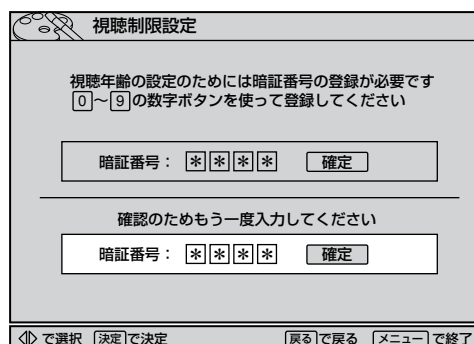 視聴制限設定
視聴年齢の設定のためには暗証番号の登録が必要です
0～9の数字ボタンを使って登録してください
暗証番号： ＊＊＊＊ 確定
確認のためもう一度入力してください
暗証番号： ＊＊＊＊ 確定
で選択 決定で決定 戻るで戻る メニューで終了